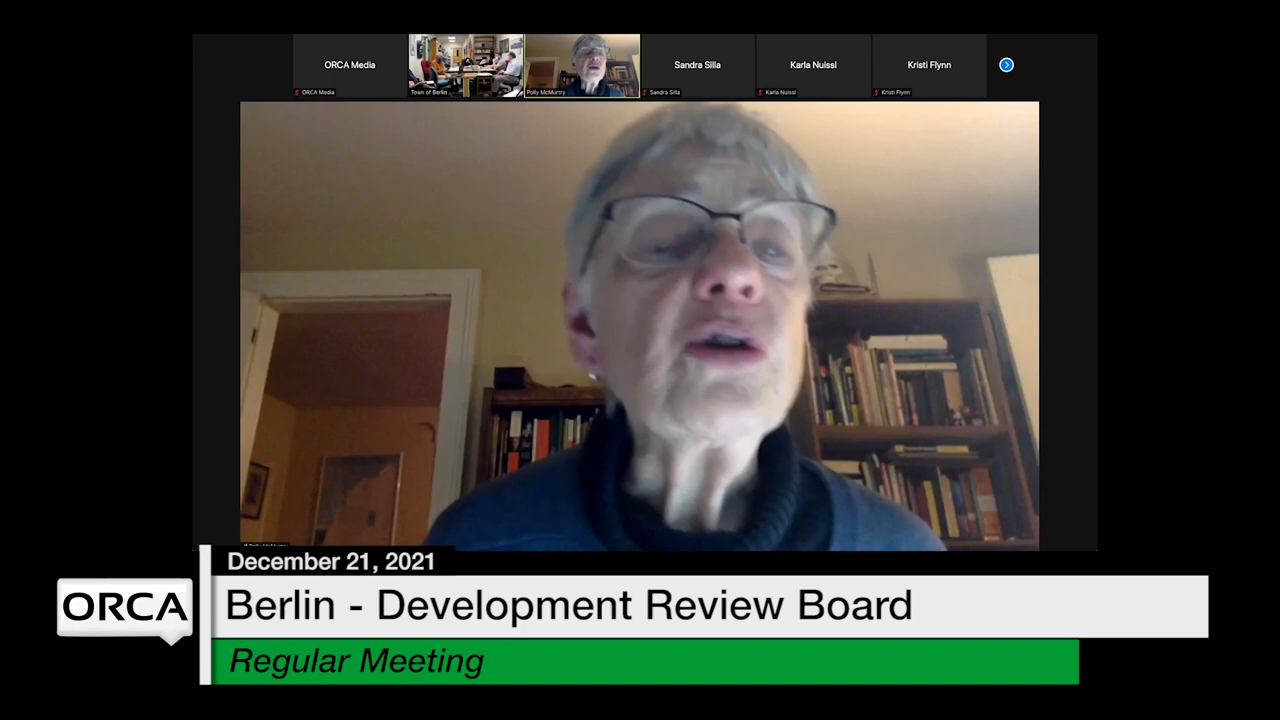 ORCA Media
Sandra Silla
Karla Nuissl
Kristi Flynn
ORCA Media
Town of Berlin
Polly McMurtry
Sandra Silla
Karla Nuissl
Kristi Flynn
December 21, 2021
ORCA
Berlin - Development Review Board
Regular Meeting